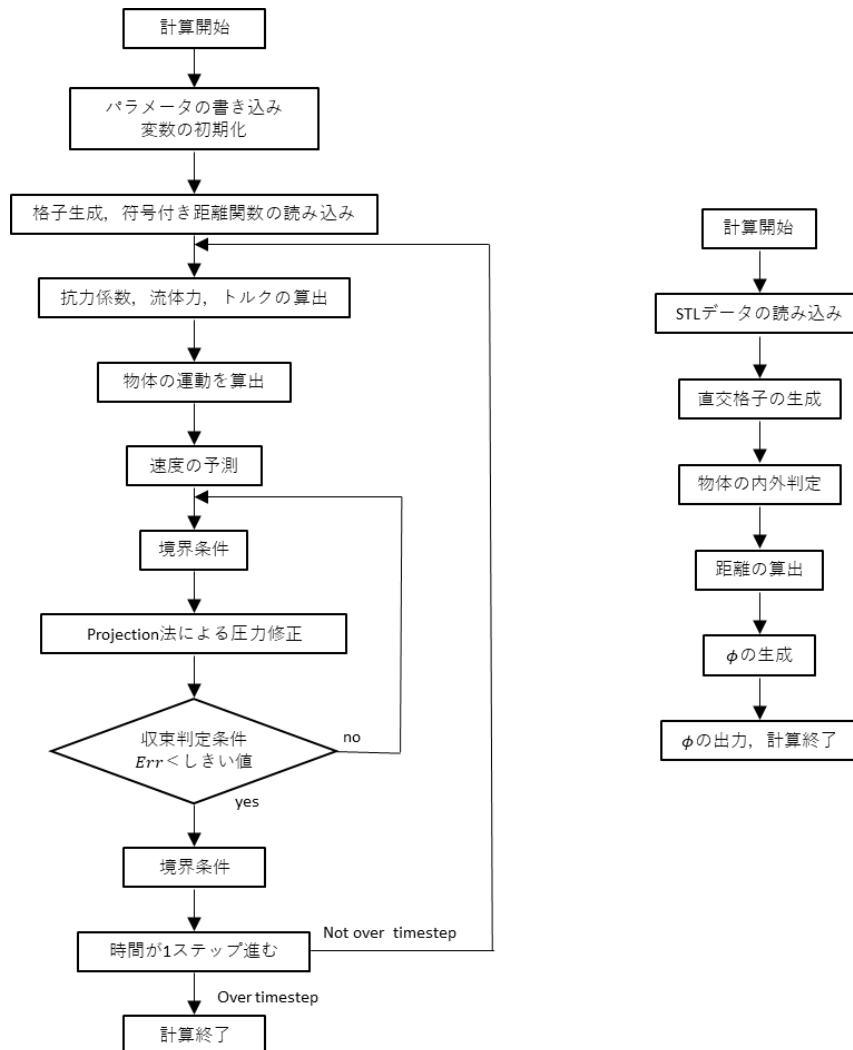 計算開始
パラメータの書き込み
変数の初期化
格子生成，符号付き距離関数の読み込み
抗力係数，流体力，トルクの算出
物体の運動を算出
速度の予測
境界条件
Projection法による圧力修正
収束判定条件
Err＜しきい値
no
yes
境界条件
時間が1ステップ進む
Not over timestep
Over timestep
計算終了
計算開始
STLデータの読み込み
直交格子の生成
物体の内外判定
距離の算出
ϕの生成
ϕの出力，計算終了